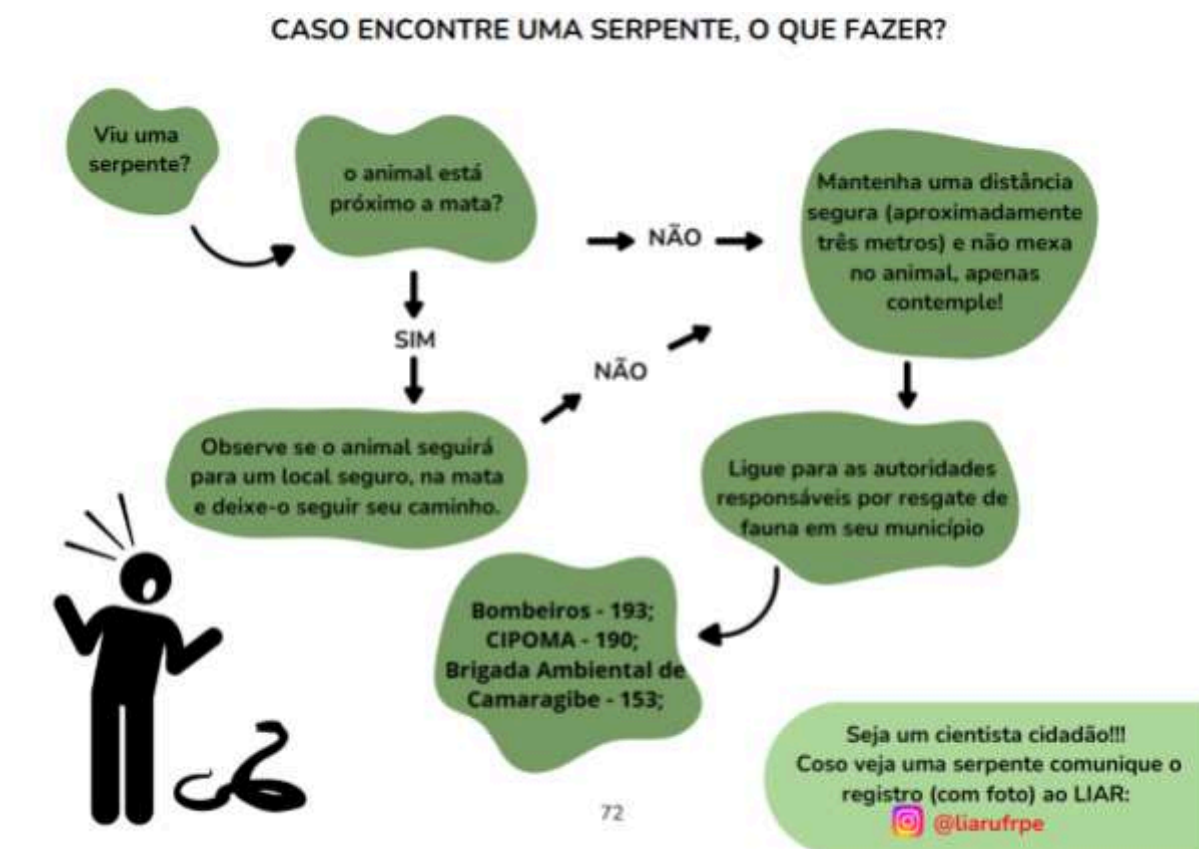 CASO ENCONTRE UMA SERPENTE, O QUE FAZER?
Viu uma
serpente?
o animal está
próximo a mata?
NÃO
Mantenha uma distância
segura (aproximadamente
três metros) e não mexa
no animal, apenas
contemple!
SIM
NÃO
Observe se o animal seguirá
para um local seguro, na mata
e deixe-o seguir seu caminho.
Ligue para as autoridades
responsáveis por resgate de
fauna em seu município
Bombeiros - 193;
CIPOMA - 190;
Brigada Ambiental de
Camaragibe - 153;
Seja um cientista cidadão!!!
Coso veja uma serpente comunique o
registro (com foto) ao LIAR:
@liarufrpe
72